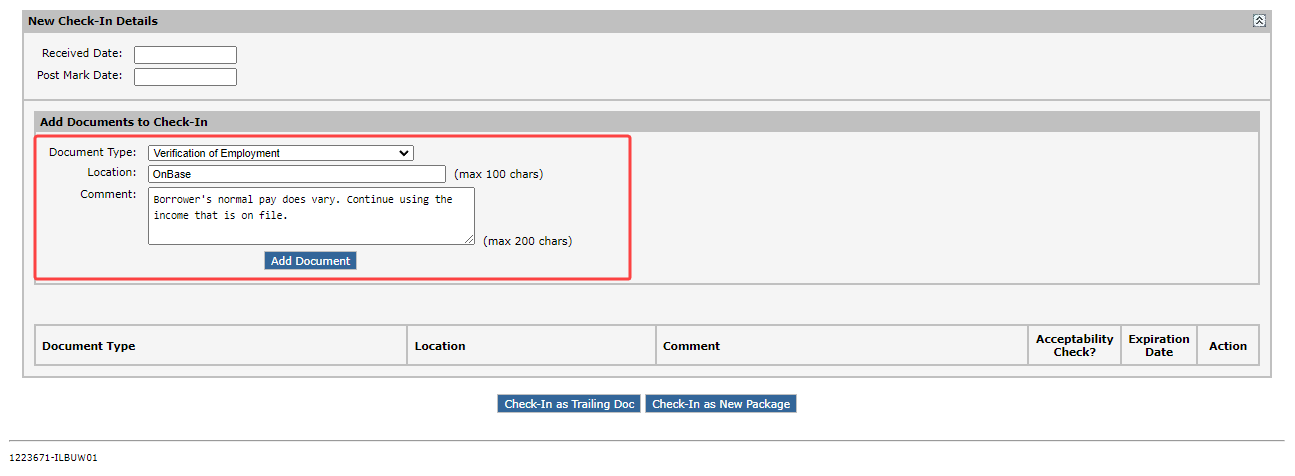 New Check-In Details
Received Date:
Post Mark Date:
Add Documents to Check-In
Document Type: Verification of Employment
Location: OnBase (max 100 chars)
Comment: Borrower's normal pay does vary. Continue using the
income that is on file.
(max 200 chars)
Add Document
Document Type Location Comment Acceptability Check? Expiration Date Action
Check-In as Trailing Doc Check-In as New Package
1223671-ILBUW01